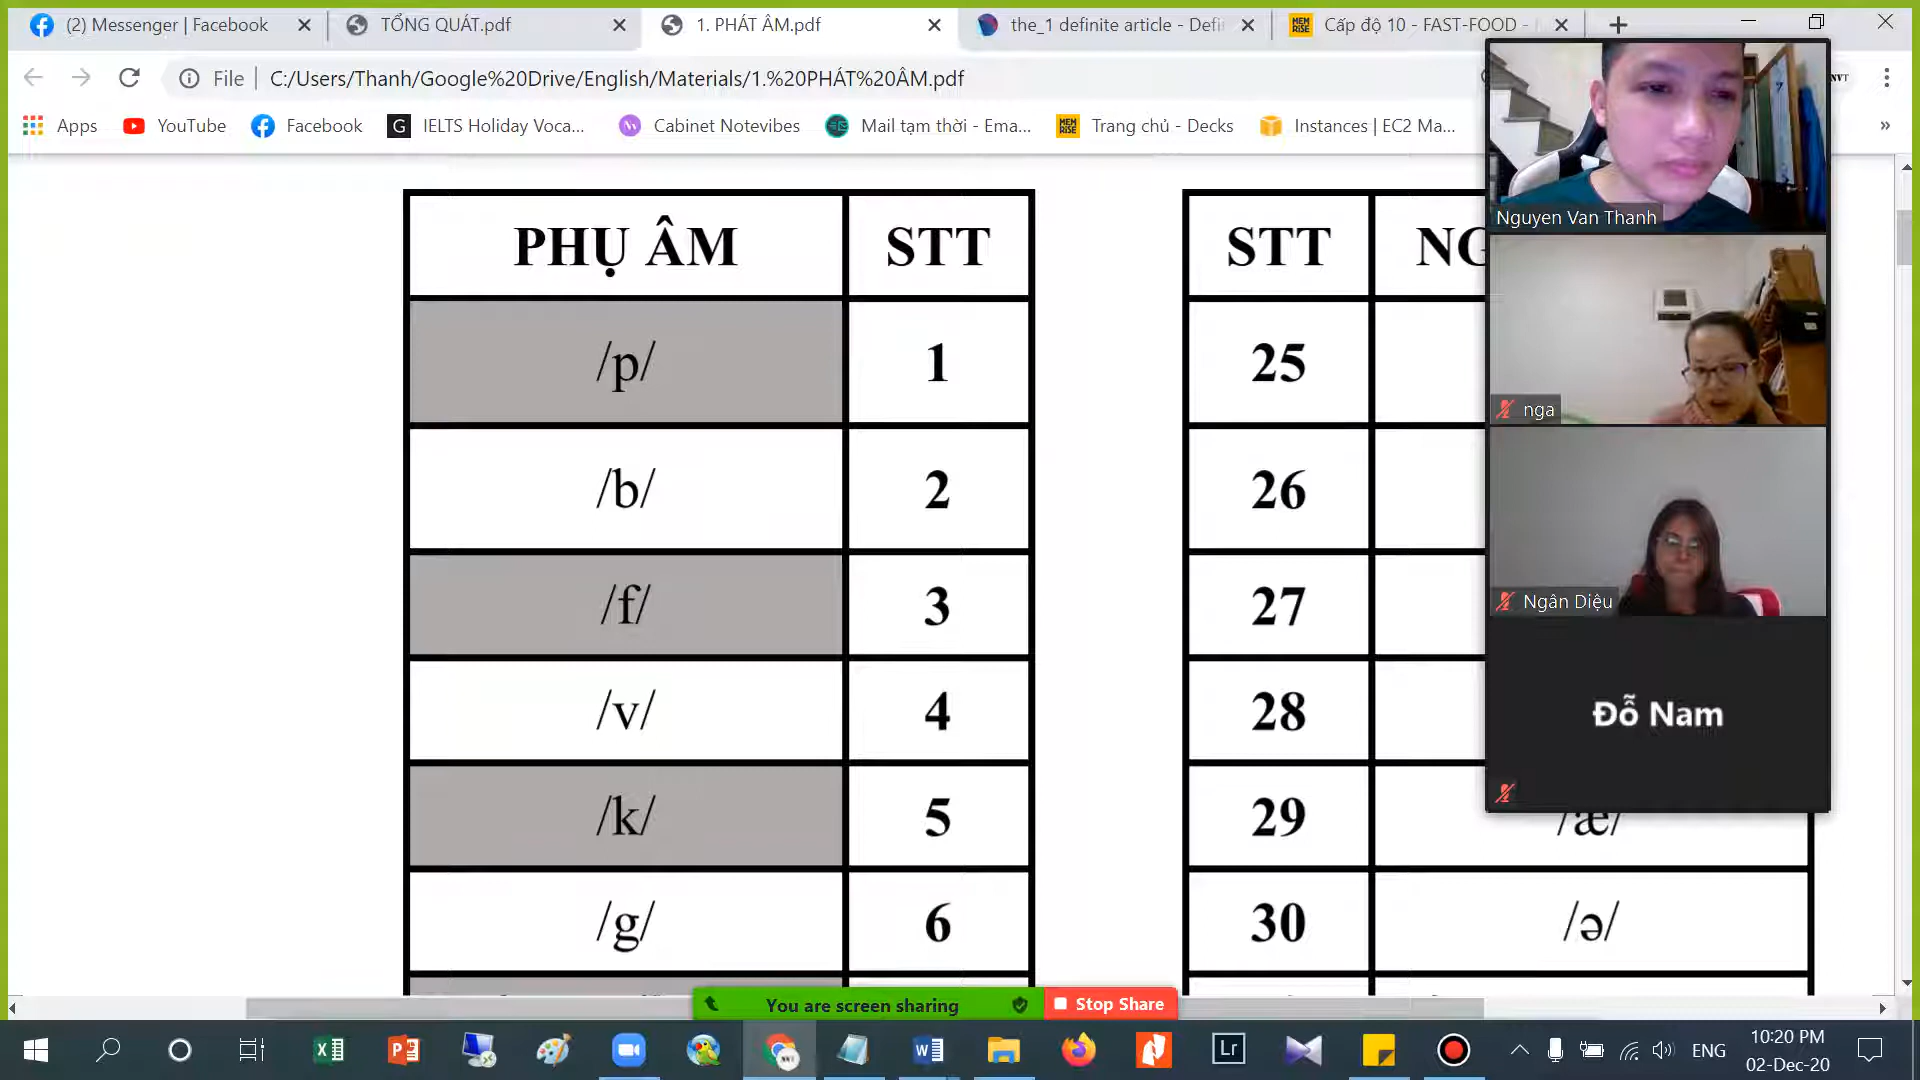 (2) Messenger | Facebook
TỔNG QUÁT.pdf
1. PHÁT ÂM.pdf
the_1 definite article - Defi
Cấp độ 10 - FAST-FOOD -
File
C:/Users/Thanh/Google%20Drive/English/Materials/1.%20PHÁT%20ÂM.pdf
Apps
YouTube
Facebook
IELTS Holiday Voca...
Cabinet Notevibes
Mail tạm thời - Ema...
Trang chủ - Decks
Instances | EC2 Ma...
»
PHỤ ÂM STT
/p/ 1
/b/ 2
/f/ 3
/v/ 4
/k/ 5
/g/ 6
STT NG
25
26
27
28
29 /æ/
30 /ə/
Nguyen Van Thanh
nga
Ngân Diệu
Đỗ Nam
You are screen sharing
Stop Share
ENG
10:20 PM
02-Dec-20